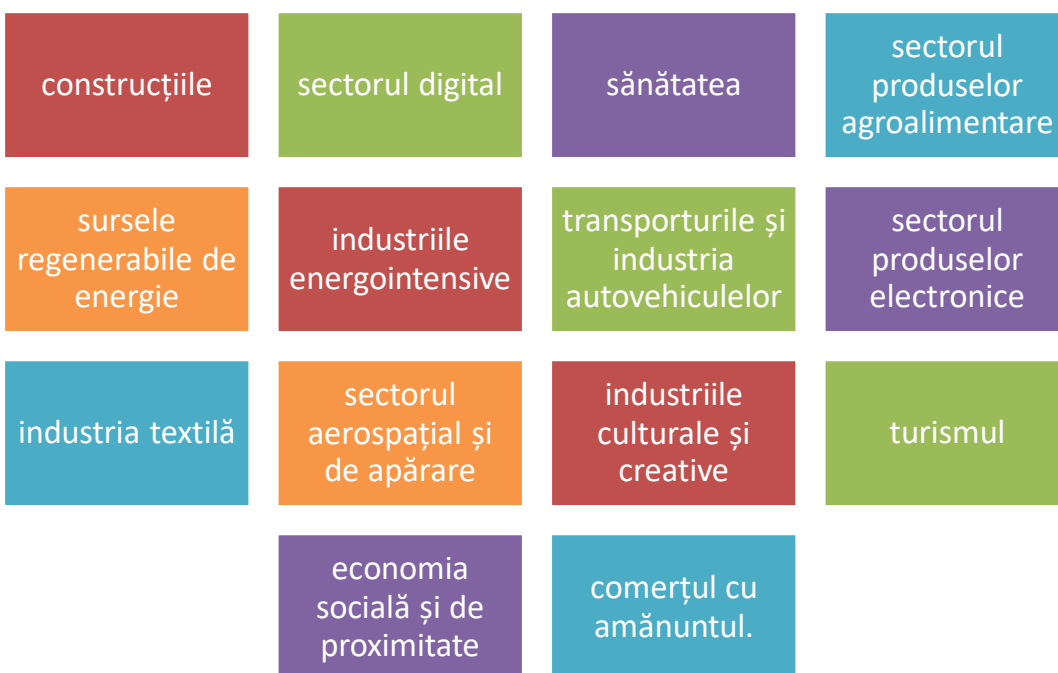 construcțiile
sectorul digital
sănătatea
sectorul
produselor
agroalimentare
sursele
regenerabile de
energie
industriile
energointensive
transporturile și
industria
autovehiculelor
sectorul
produselor
electronice
industria textilă
sectorul
aerospațial și
de apărare
industriile
culturale și
creative
turismul
economia
socială și de
proximitate
comerțul cu
amănuntul.